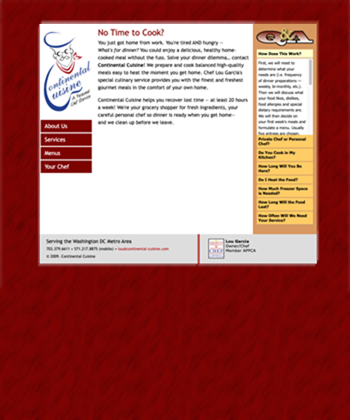 Continental
Cuisine
A Personal
Chef Service
About Us
Services
Menus
Your Chef
No Time to Cook?
You just got home from work. You're tired AND hungry —
What's for dinner? You could enjoy a delicious, healthy home-
cooked meal without the fuss. Solve your dinner dilemma... contact
Continental Cuisine! We prepare and cook balanced high-quality
meals easy to heat the moment you get home. Chef Lou Garcia's
special culinary service provides you with the finest and freshest
gourmet meals in the comfort of your own home.
Continental Cuisine helps you recover lost time — at least 20 hours
a week! We're your grocery shopper for fresh ingredients, your
careful personal chef so dinner is ready when you get home—
and we clean up before we leave.
Q & A
How Does This Work?
First, we will need to
determine what your
needs are (i.e. frequency
of dinner preparations —
weekly, bi-monthly, etc.).
Then we will discuss what
your food likes, dislikes,
food allergies and special
dietary requirements are.
We will then decide on
your first week's menu and
formulate a menu. Usually
five entrees are chosen.
Private Chef or Personal
Chef?
Do You Cook in My
Kitchen?
How Long Will You Be
Here?
Do I Heat the Food?
How Much Freezer Space
is Needed?
How Long Will the Food
Last?
How Often Will We Need
Your Service?
Serving the Washington DC Metro Area
lou@continental-cuisine.com
© 2009. Continental Cuisine
Lou Garcia
Owner/Chef
Member APPCA